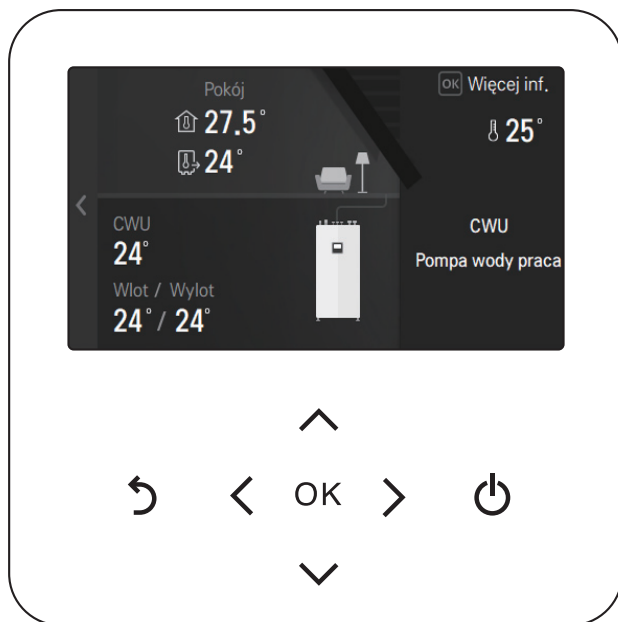 Pokój
27.5°
24°
CWU
24°
Wlot / Wylot
24° / 24°
OK Więcej inf.
25°
CWU
Pompa wody praca
OK